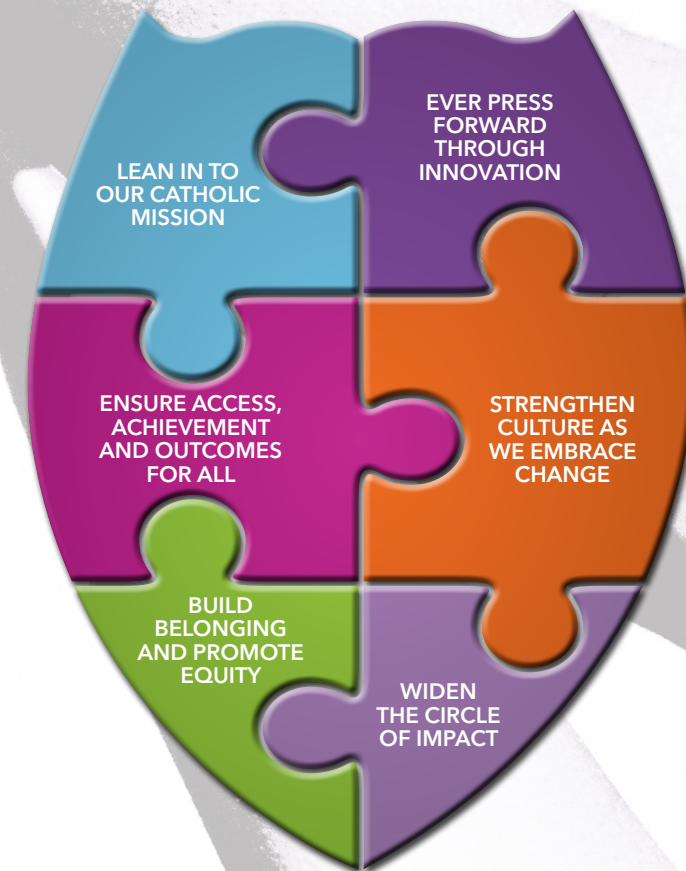 LEAN IN TO
OUR CATHOLIC
MISSION
EVER PRESS
FORWARD
THROUGH
INNOVATION
ENSURE ACCESS,
ACHIEVEMENT
AND OUTCOMES
FOR ALL
STRENGTHEN
CULTURE AS
WE EMBRACE
CHANGE
BUILD
BELONGING
AND PROMOTE
EQUITY
WIDEN
THE CIRCLE
OF IMPACT